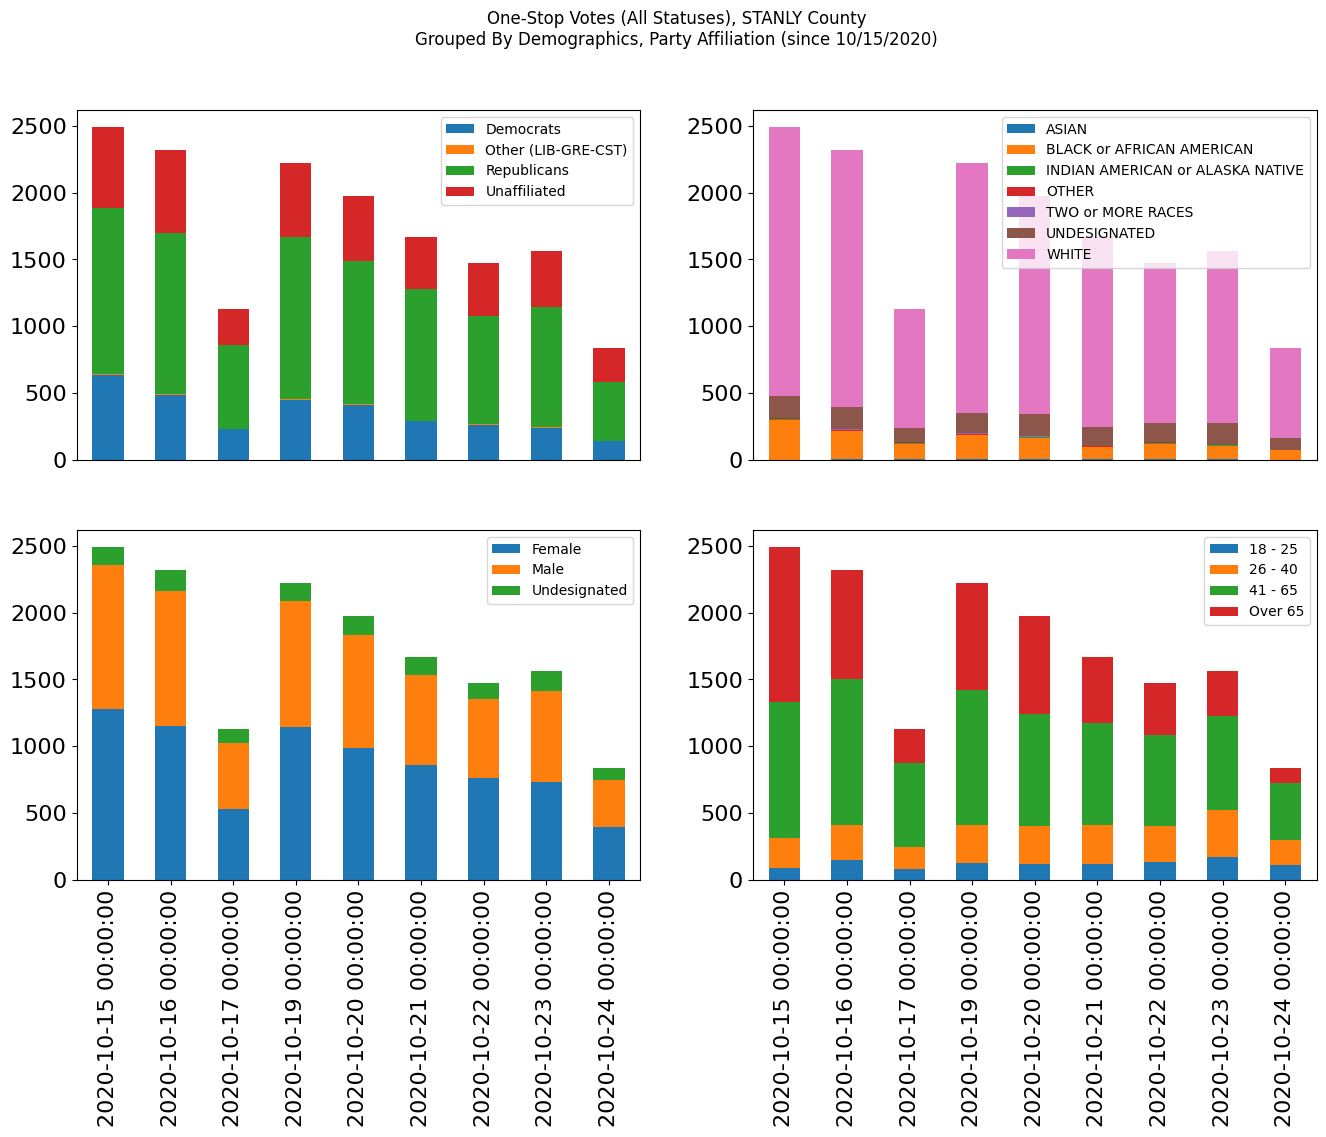 One-Stop Votes (All Statuses), STANLY County
Grouped By Demographics, Party Affiliation (since 10/15/2020)
2500
2000
1500
1000
500
0
Democrats
Other (LIB-GRE-CST)
Republicans
Unaffiliated
2500
2000
1500
1000
500
0
ASIAN
BLACK or AFRICAN AMERICAN
INDIAN AMERICAN or ALASKA NATIVE
OTHER
TWO or MORE RACES
UNDESIGNATED
WHITE
2500
2000
1500
1000
500
0
Female
Male
Undesignated
2020-10-15 00:00:00
2020-10-16 00:00:00
2020-10-17 00:00:00
2020-10-19 00:00:00
2020-10-20 00:00:00
2020-10-21 00:00:00
2020-10-22 00:00:00
2020-10-23 00:00:00
2020-10-24 00:00:00
2500
2000
1500
1000
500
0
18 - 25
26 - 40
41 - 65
Over 65
2020-10-15 00:00:00
2020-10-16 00:00:00
2020-10-17 00:00:00
2020-10-19 00:00:00
2020-10-20 00:00:00
2020-10-21 00:00:00
2020-10-22 00:00:00
2020-10-23 00:00:00
2020-10-24 00:00:00